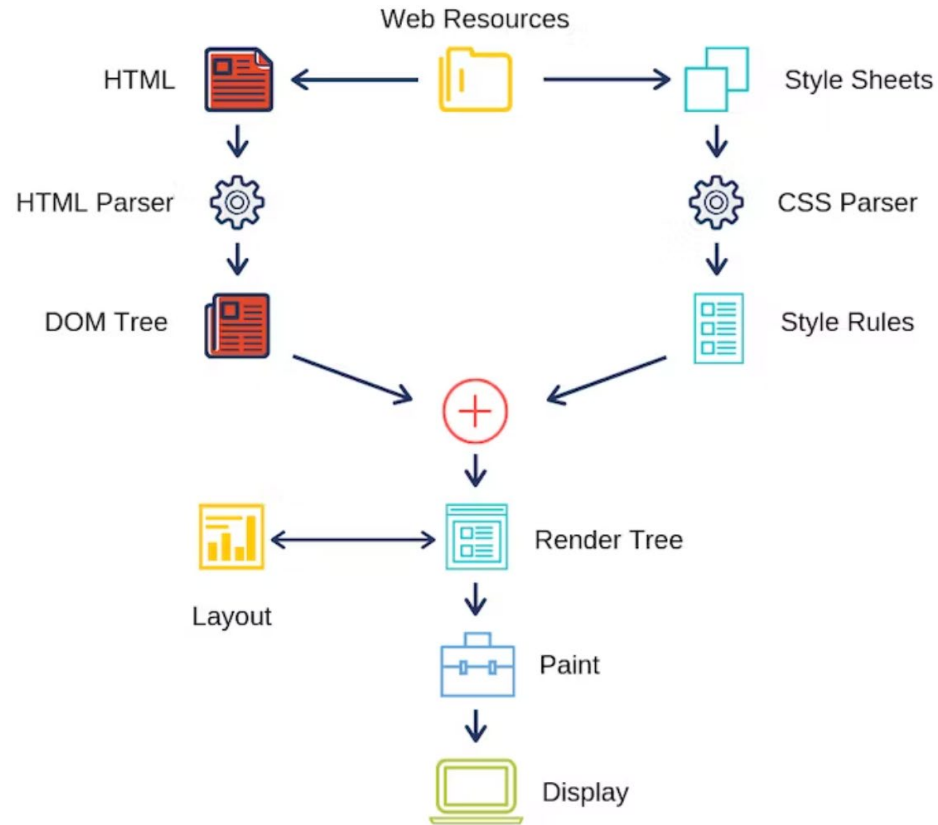 Web Resources
HTML
Style Sheets
HTML Parser
CSS Parser
DOM Tree
Style Rules
Render Tree
Layout
Paint
Display